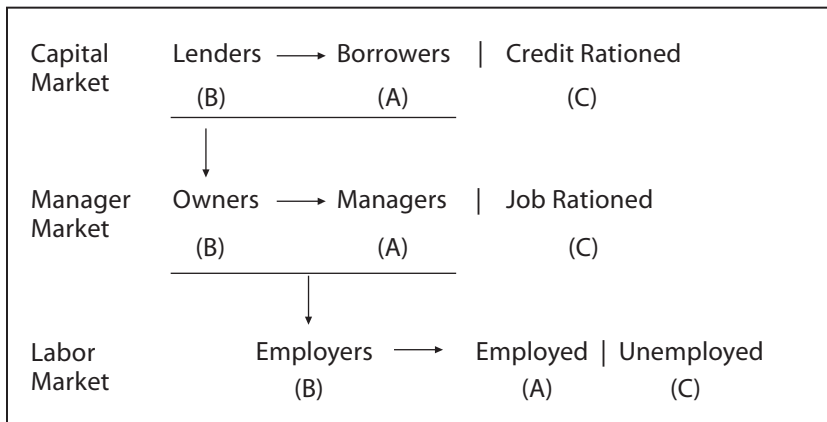 Capital Lenders Borrowers | Credit Rationed
Market
(B) (A) (C)
Manager Owners Managers | Job Rationed
Market
(B) (A) (C)
Labor Employers Employed | Unemployed
Market
(B) (A) (C)